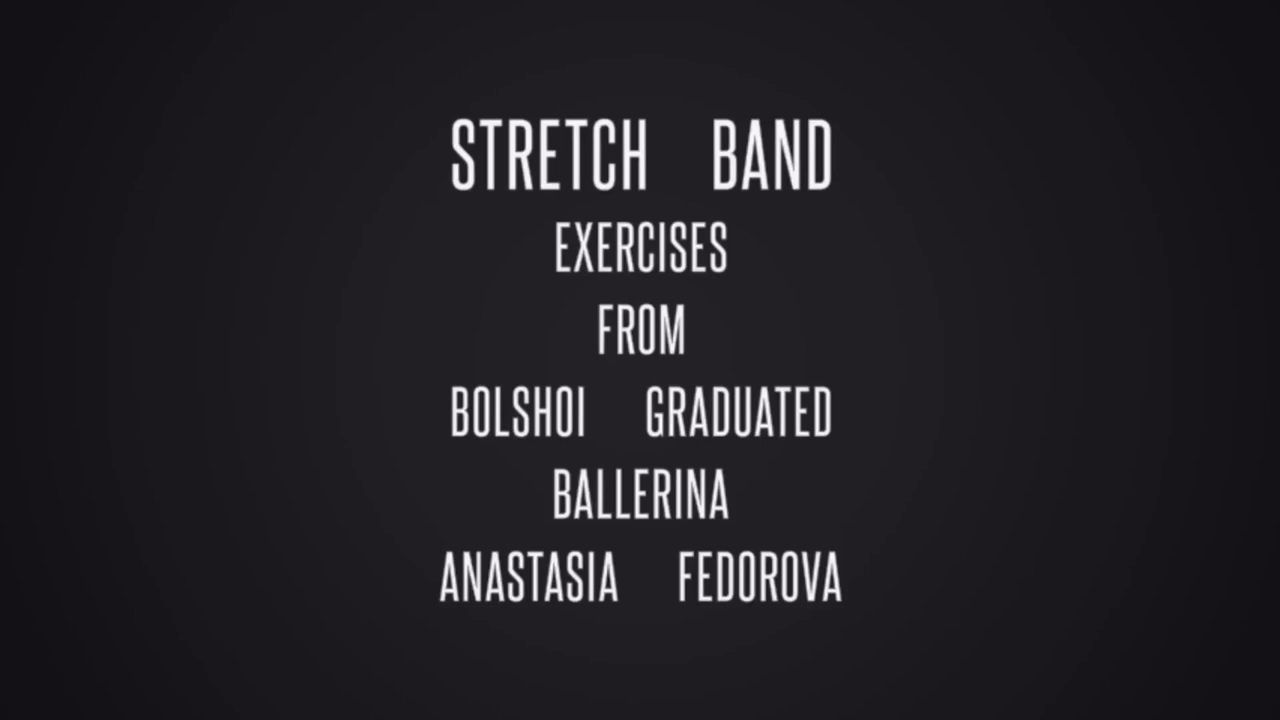 STRETCH BAND
EXERCISES
FROM
BOLSHOI GRADUATED
BALLERINA
ANASTASIA FEDOROVA